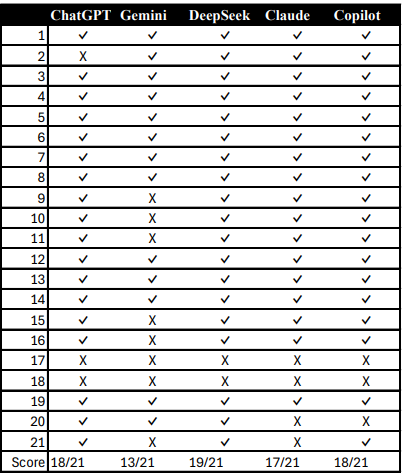 ChatGPT Gemini DeepSeek Claude Copilot
1 ✓ ✓ ✓ ✓ ✓
2 X ✓ ✓ ✓ ✓
3 ✓ ✓ ✓ ✓ ✓
4 ✓ ✓ ✓ ✓ ✓
5 ✓ ✓ ✓ ✓ ✓
6 ✓ ✓ ✓ ✓ ✓
7 ✓ ✓ ✓ ✓ ✓
8 ✓ ✓ ✓ ✓ ✓
9 ✓ X ✓ ✓ ✓
10 ✓ X ✓ ✓ ✓
11 ✓ X ✓ ✓ ✓
12 ✓ ✓ ✓ ✓ ✓
13 ✓ ✓ ✓ ✓ ✓
14 ✓ ✓ ✓ ✓ ✓
15 ✓ X ✓ ✓ ✓
16 ✓ X ✓ ✓ ✓
17 X X X X X
18 X X X X X
19 ✓ ✓ ✓ ✓ ✓
20 ✓ ✓ ✓ X X
21 ✓ X ✓ X ✓
Score 18/21 13/21 19/21 17/21 18/21